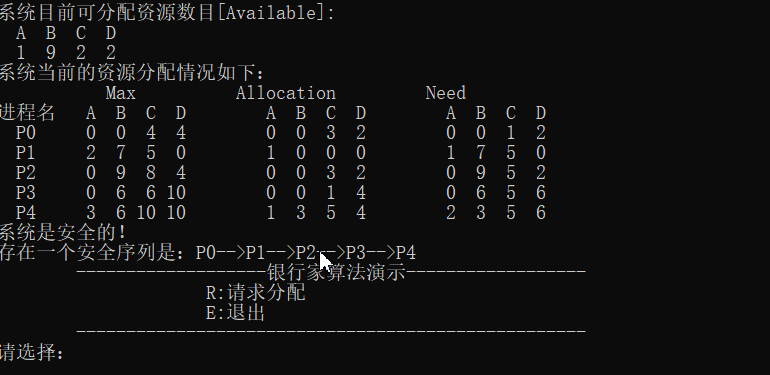 系统目前可分配资源数目[Available]:
A B C D
1 9 2 2
系统当前的资源分配情况如下:
Max Allocation Need
进程名 A B C D A B C D A B C D
P0 0 0 4 4 0 0 3 2 0 0 1 2
P1 2 7 5 0 1 0 0 0 1 7 5 0
P2 0 9 8 4 0 0 3 2 0 9 5 2
P3 0 6 6 10 0 0 1 4 0 6 5 6
P4 3 6 10 10 1 3 5 4 2 3 5 6
系统是安全的!
存在一个安全序列是: P0-->P1-->P2-->P3-->P4
-------------------银行家算法演示------------------
R:请求分配
E:退出
---------------------------------------------------
请选择: